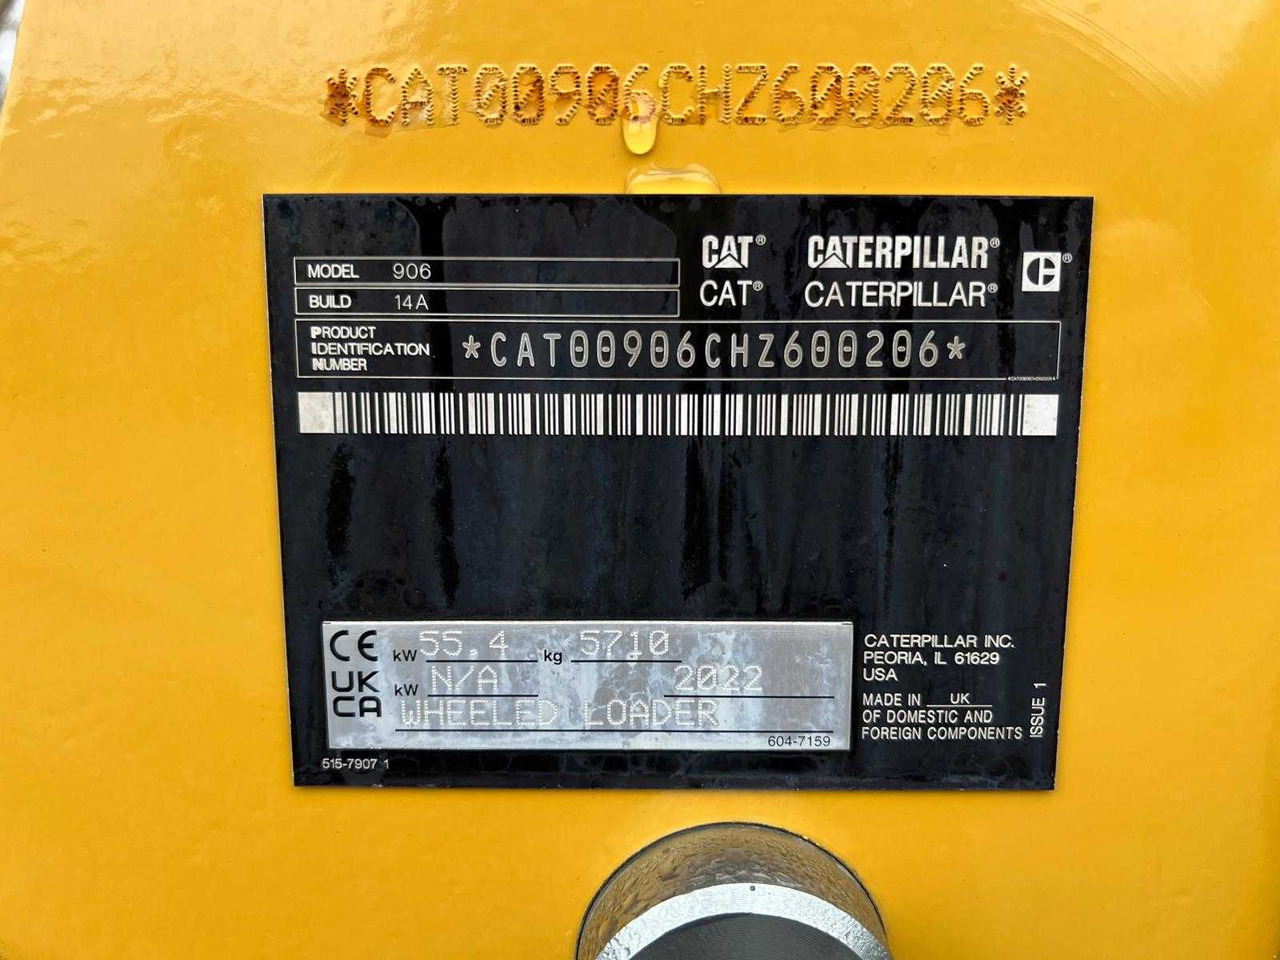 *CAT00906CHZ600206*
CAT® CATERPILLAR®
CAT® CATERPILLAR®
MODEL 906
BUILD 14A
PRODUCT
IDENTIFICATION
NUMBER
*CAT00906CHZ600206*
CE kW 55.4 kg 5710
UK kW N/A 2022
CA WHEELED LOADER
604-7159
515-7907 1
CATERPILLAR INC.
PEORIA, IL 61629
USA
MADE IN UK
OF DOMESTIC AND
FOREIGN COMPONENTS
ISSUE 1